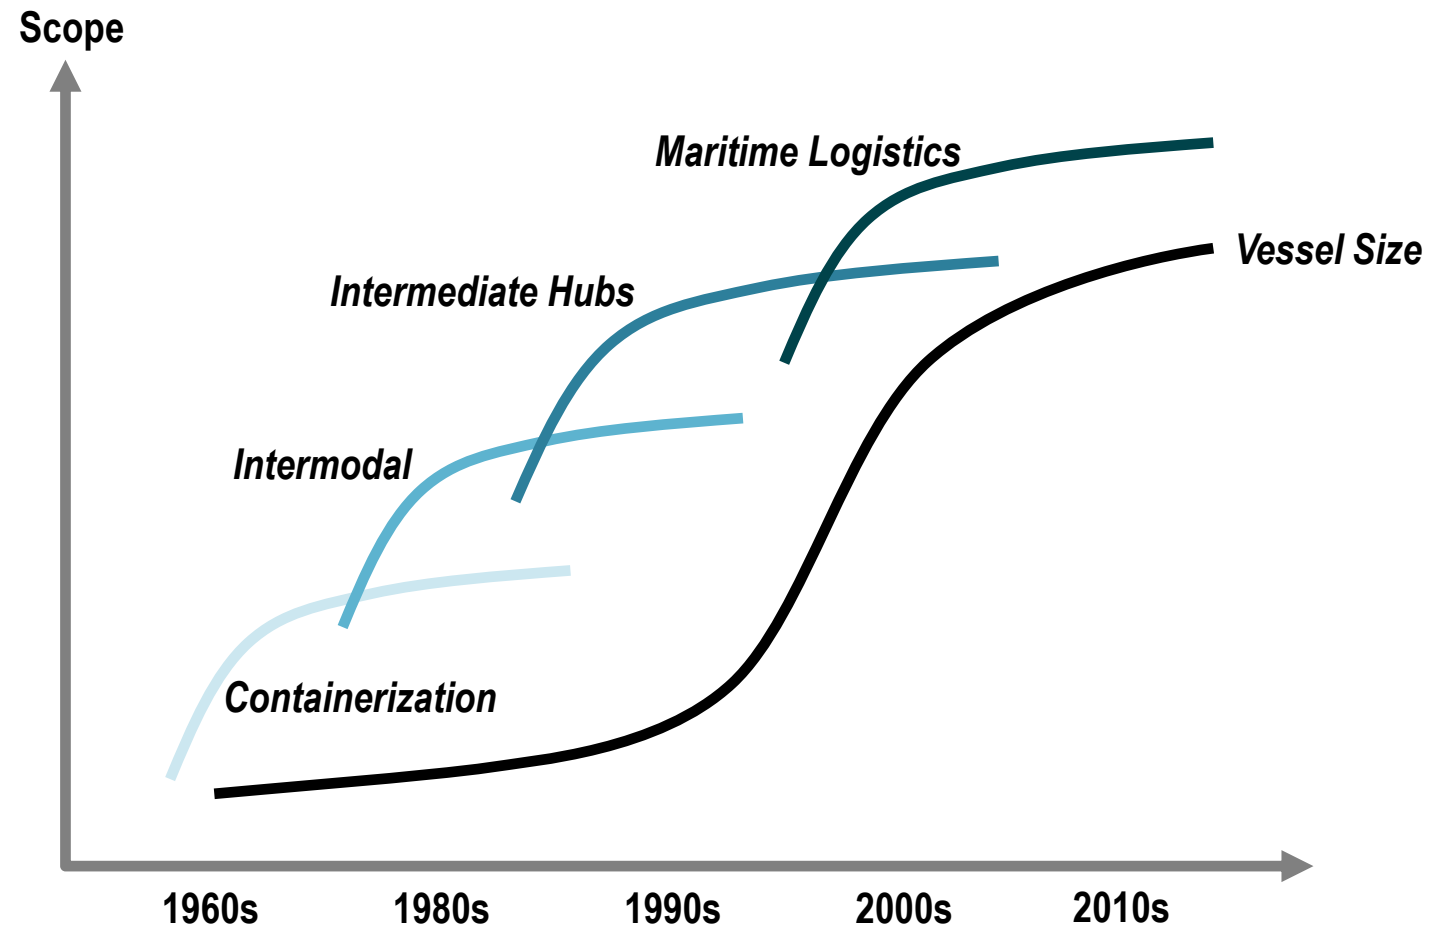 Scope
Maritime Logistics
Vessel Size
Intermediate Hubs
Intermodal
Containerization
1960s
1980s
1990s
2000s
2010s